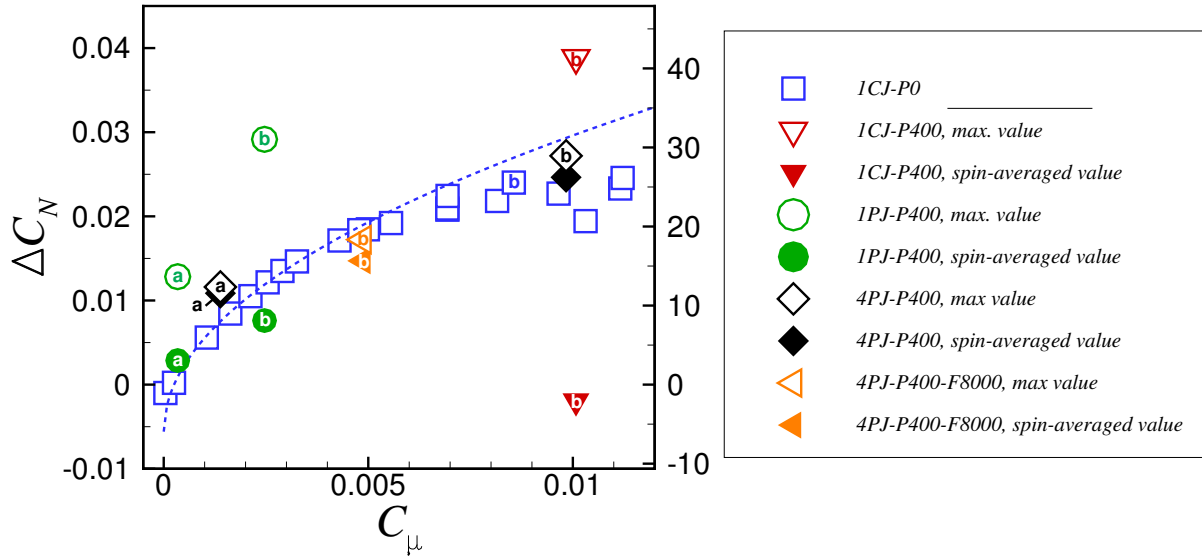 0.04
0.03
0.02
0.01
0
-0.01
ΔC_N
0
0.005
0.01
C_μ
40
30
20
10
0
-10
b
b
a
a
a
a
b
b
b
b
b
b
b
1CJ-P0
1CJ-P400, max. value
1CJ-P400, spin-averaged value
1PJ-P400, max. value
1PJ-P400, spin-averaged value
4PJ-P400, max value
4PJ-P400, spin-averaged value
4PJ-P400-F8000, max value
4PJ-P400-F8000, spin-averaged value